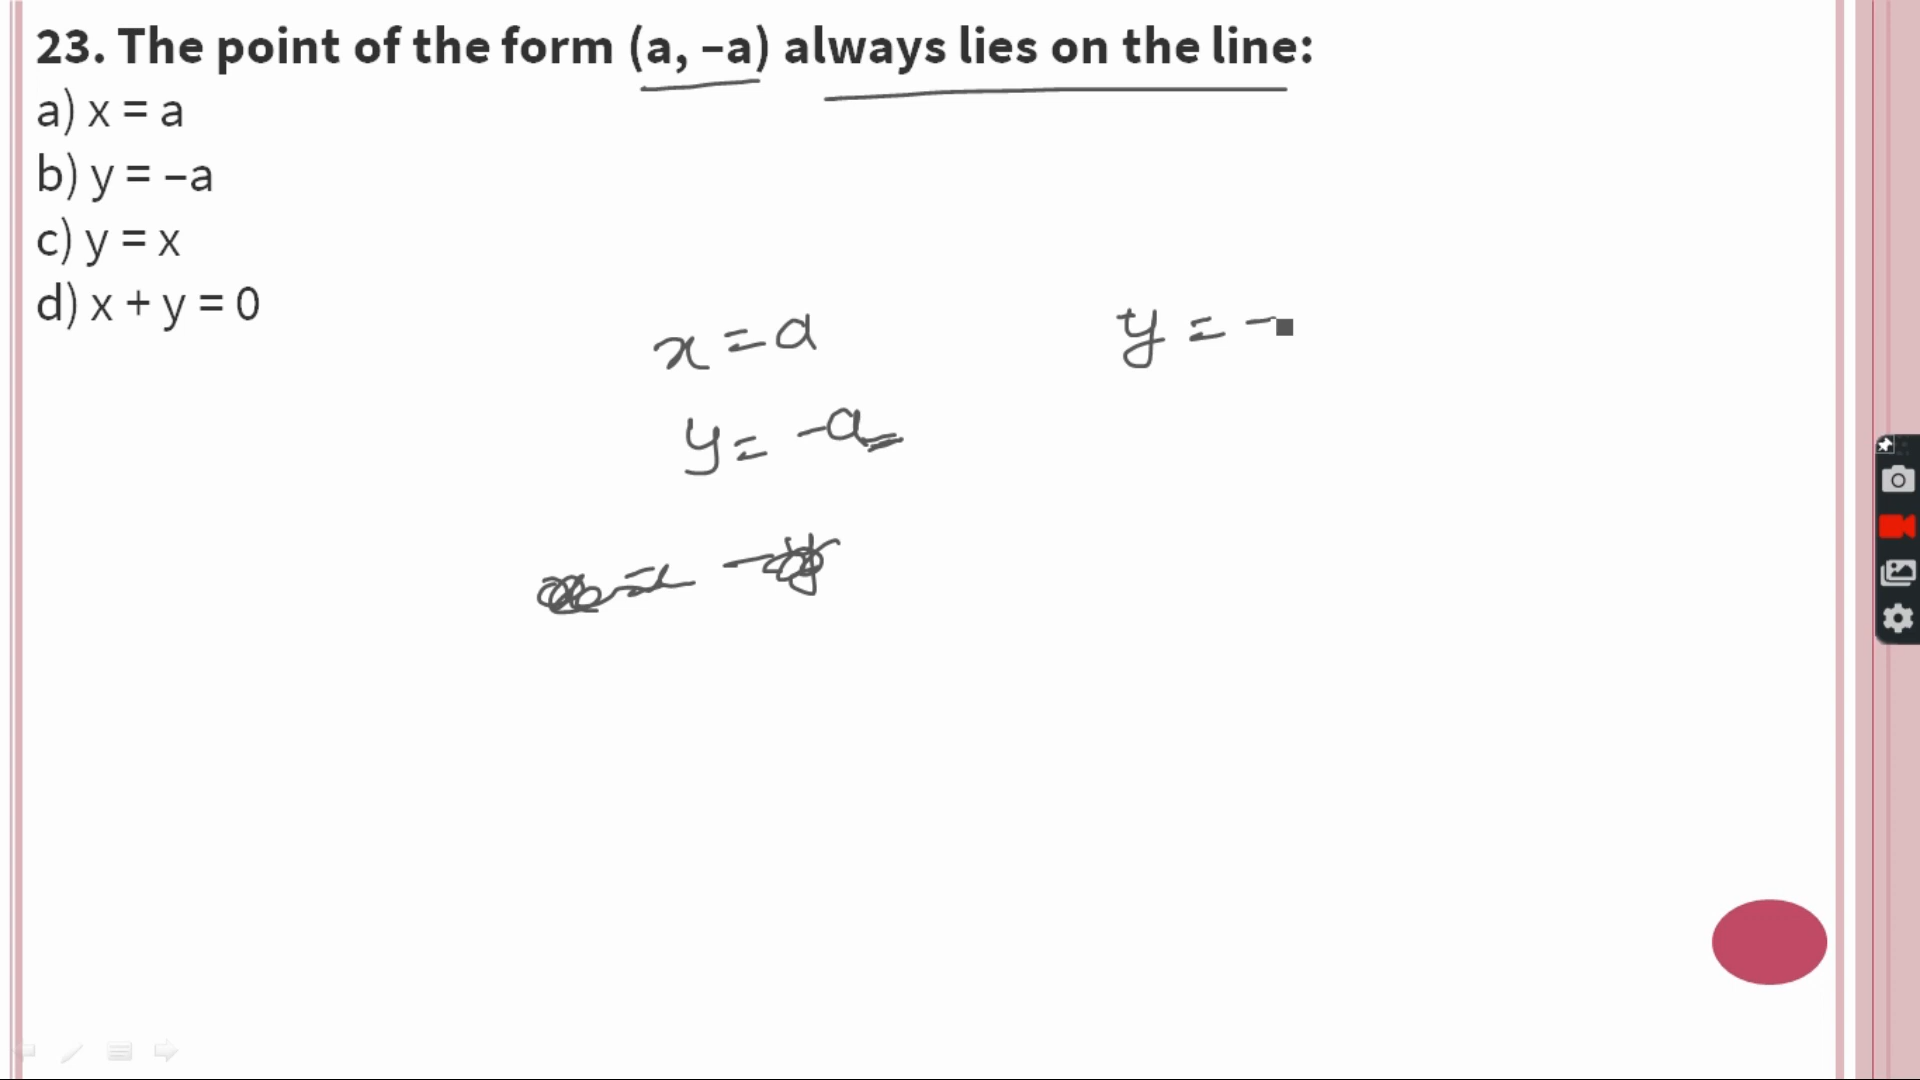 23. The point of the form (a, –a) always lies on the line:
a) x = a
b) y = –a
c) y = x
d) x + y = 0
x = a
y = -
y = -a